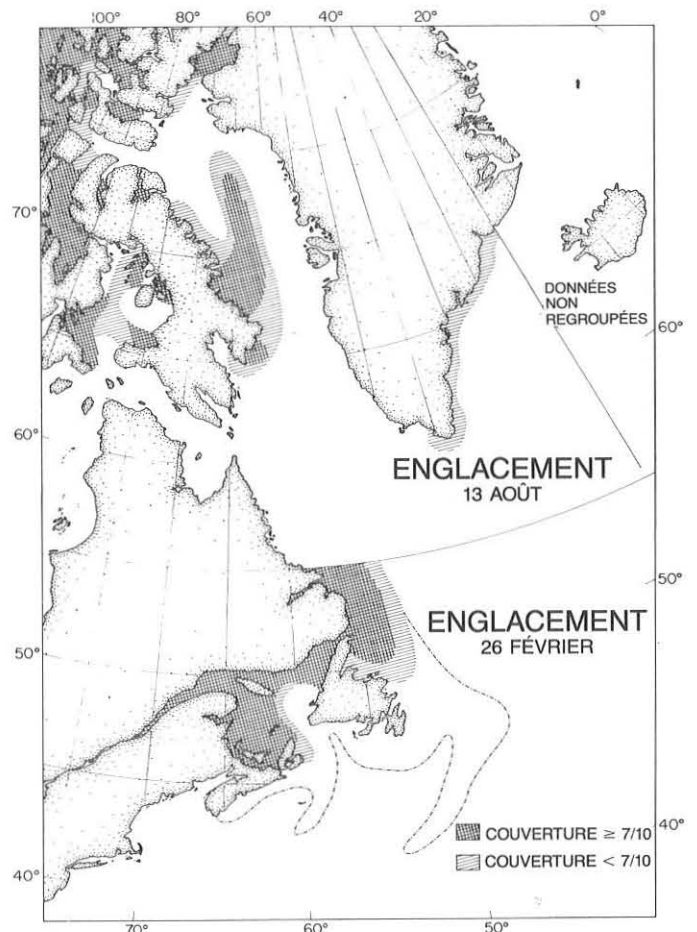 100° 80° 60° 40° 20° 0°
70°
DONNÉES
NON
REGROUPÉES
60°
60°
ENGLACEMENT
13 AOÛT
50°
ENGLACEMENT
26 FÉVRIER
50°
40°
COUVERTURE ≥ 7/10
COUVERTURE < 7/10
40°
70° 60° 50°